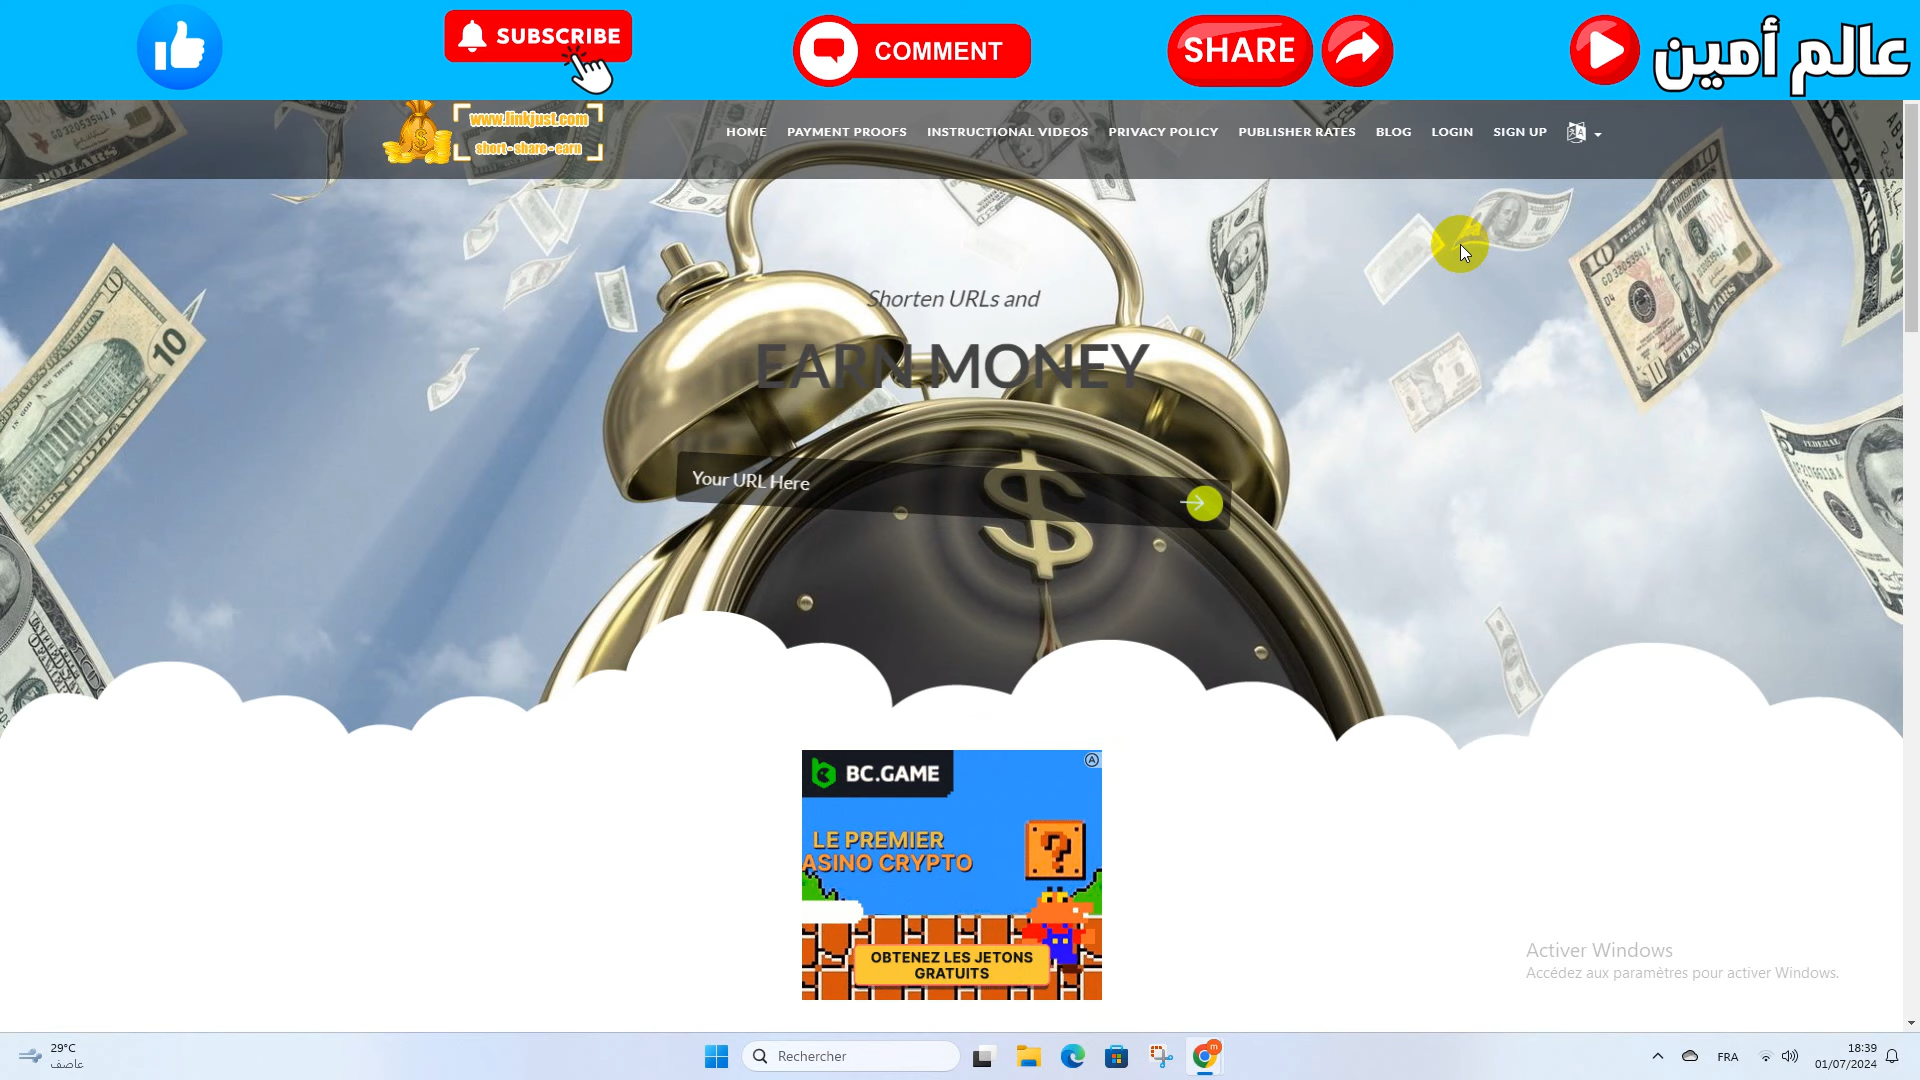 SUBSCRIBE
COMMENT
SHARE
عالم أمين
www.linkjust.com
short-share-earn
HOME
PAYMENT PROOFS
INSTRUCTIONAL VIDEOS
PRIVACY POLICY
PUBLISHER RATES
BLOG
LOGIN
SIGN UP
Shorten URLs and
EARN MONEY
Your URL Here
BC.GAME
LE PREMIER
ASINO CRYPTO
OBTENEZ LES JETONS
GRATUITS
Activer Windows
Accédez aux paramètres pour activer Windows.
29°C
عاصف
Rechercher
FRA
18:39
01/07/2024